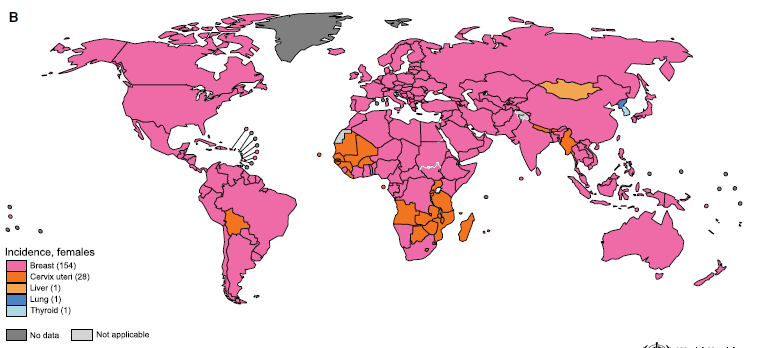 B
Incidence, females
Breast (154)
Cervix uteri (28)
Liver (1)
Lung (1)
Thyroid (1)
No data
Not applicable